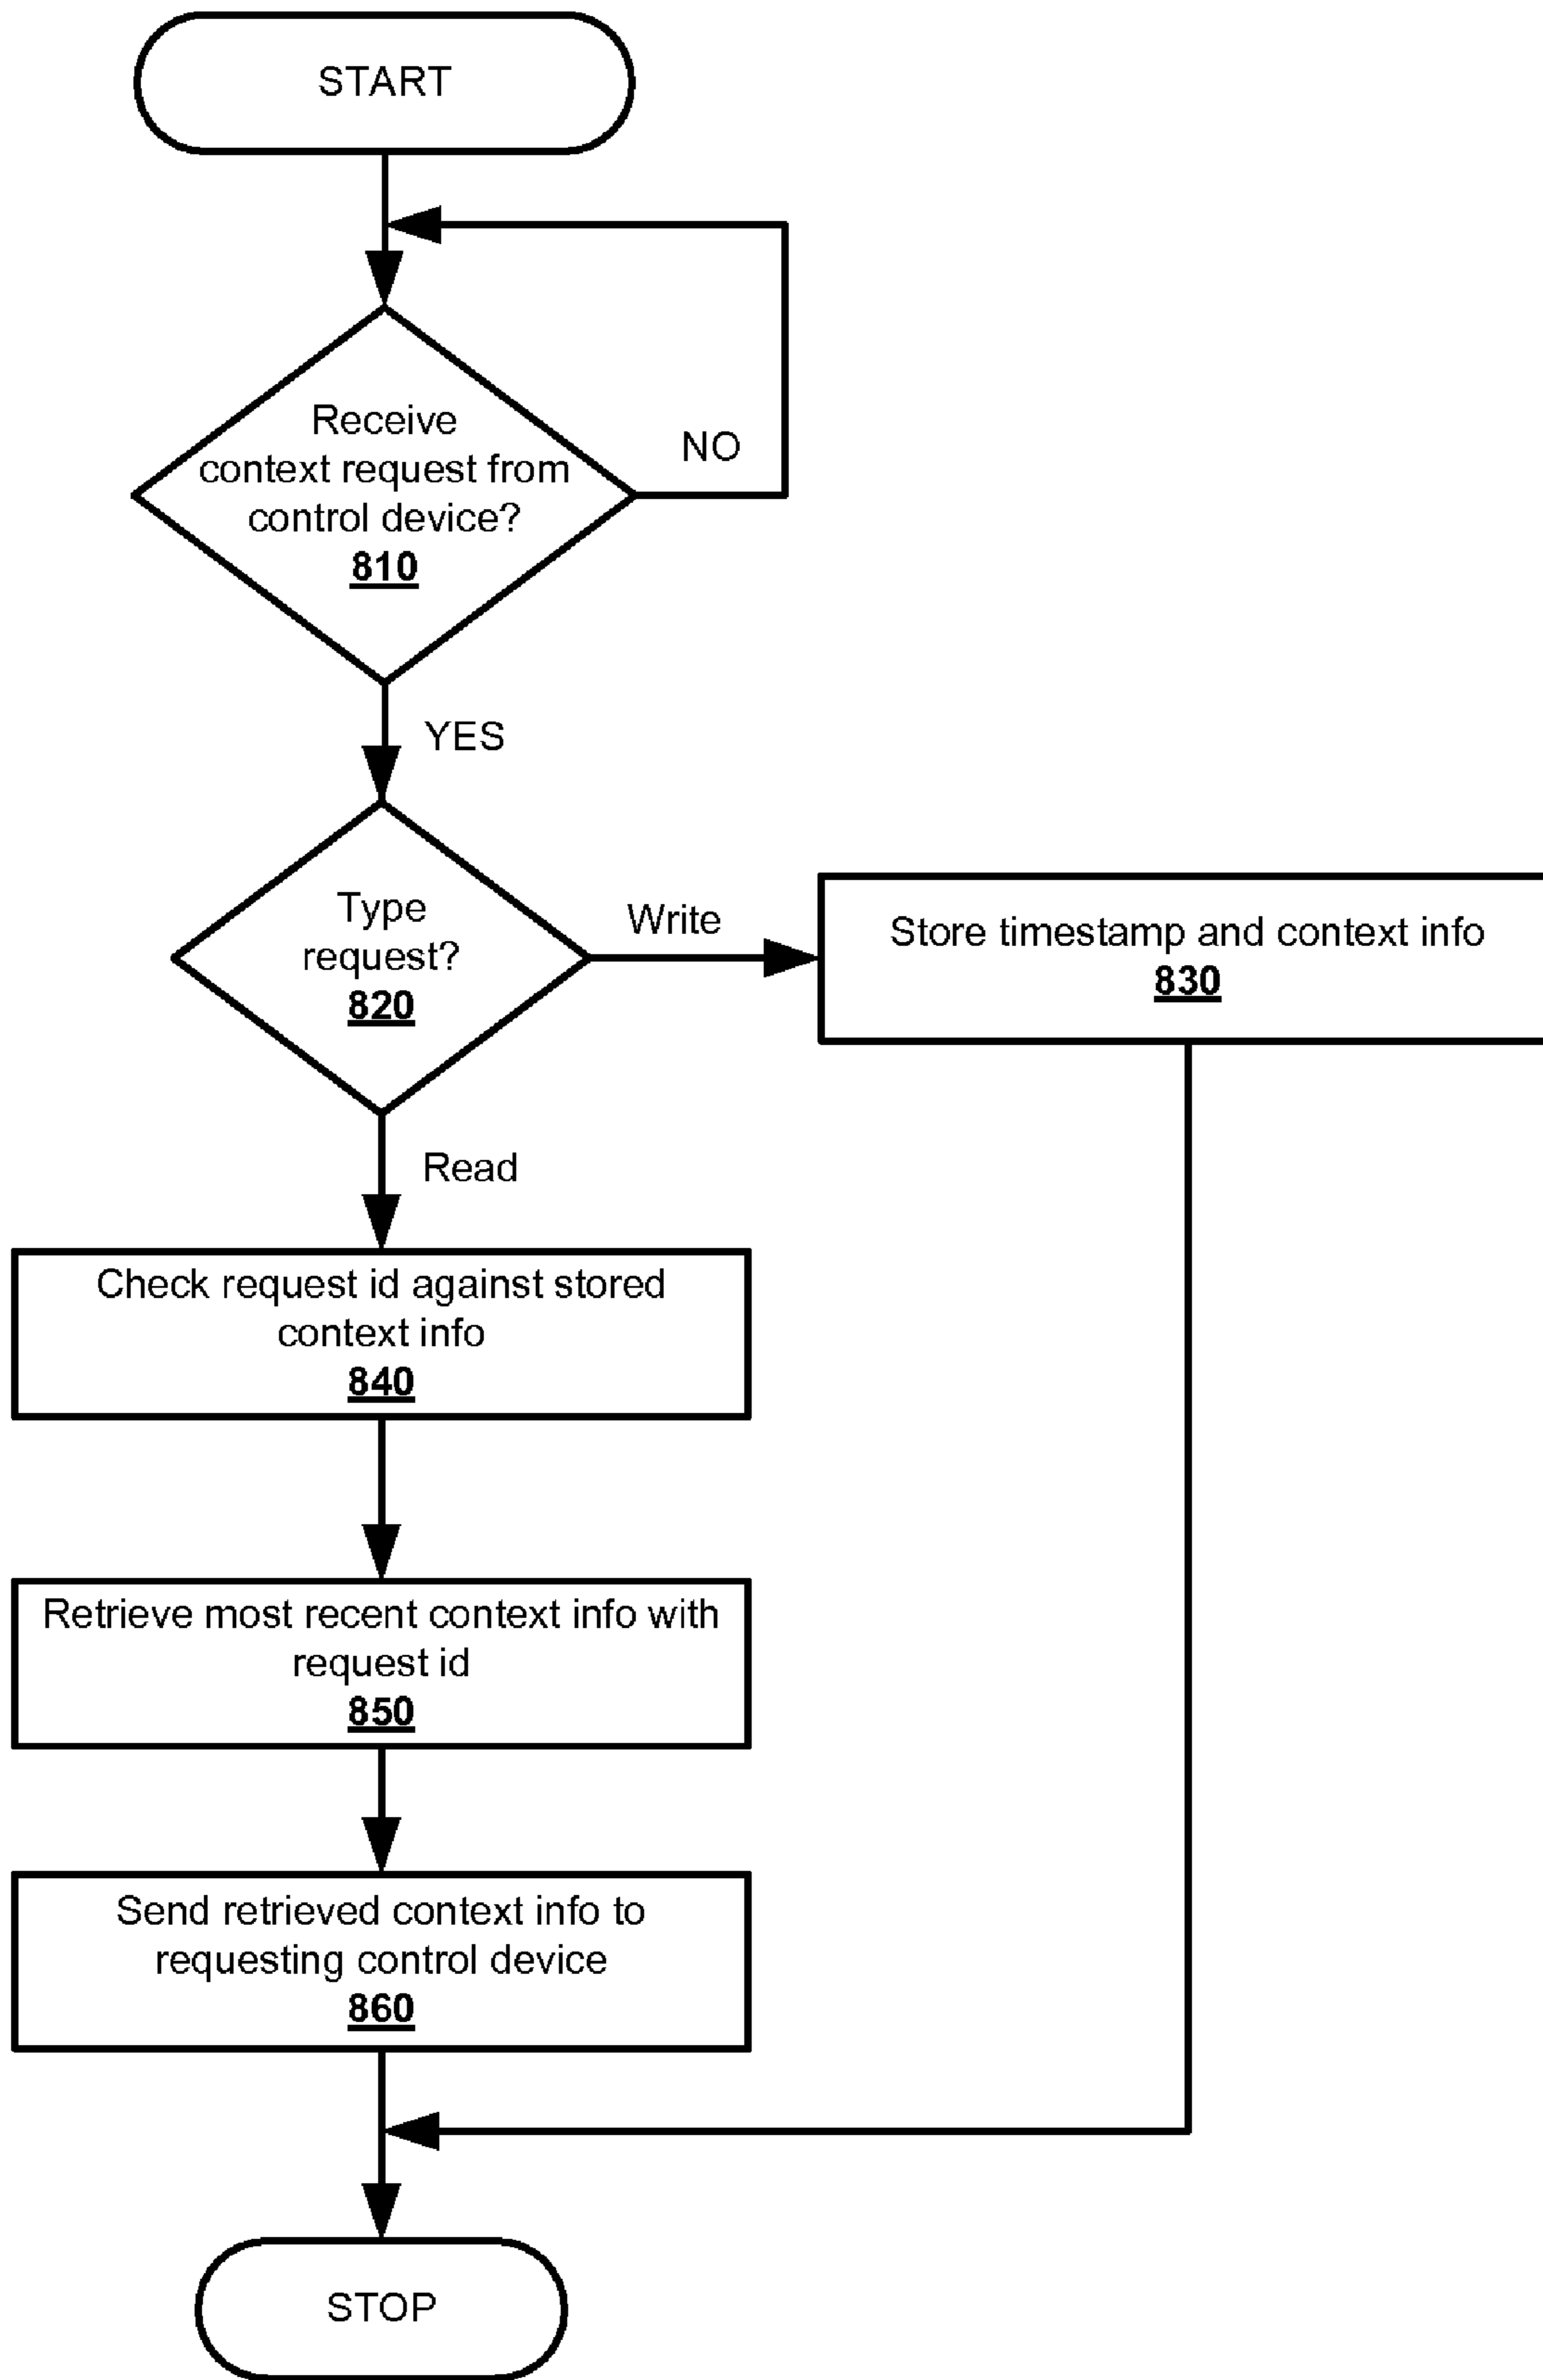 START
Receive
context request from
control device?
810
NO
YES
Type
request?
820
Write
Store timestamp and context info
830
Read
Check request id against stored
context info
840
Retrieve most recent context info with
request id
850
Send retrieved context info to
requesting control device
860
STOP